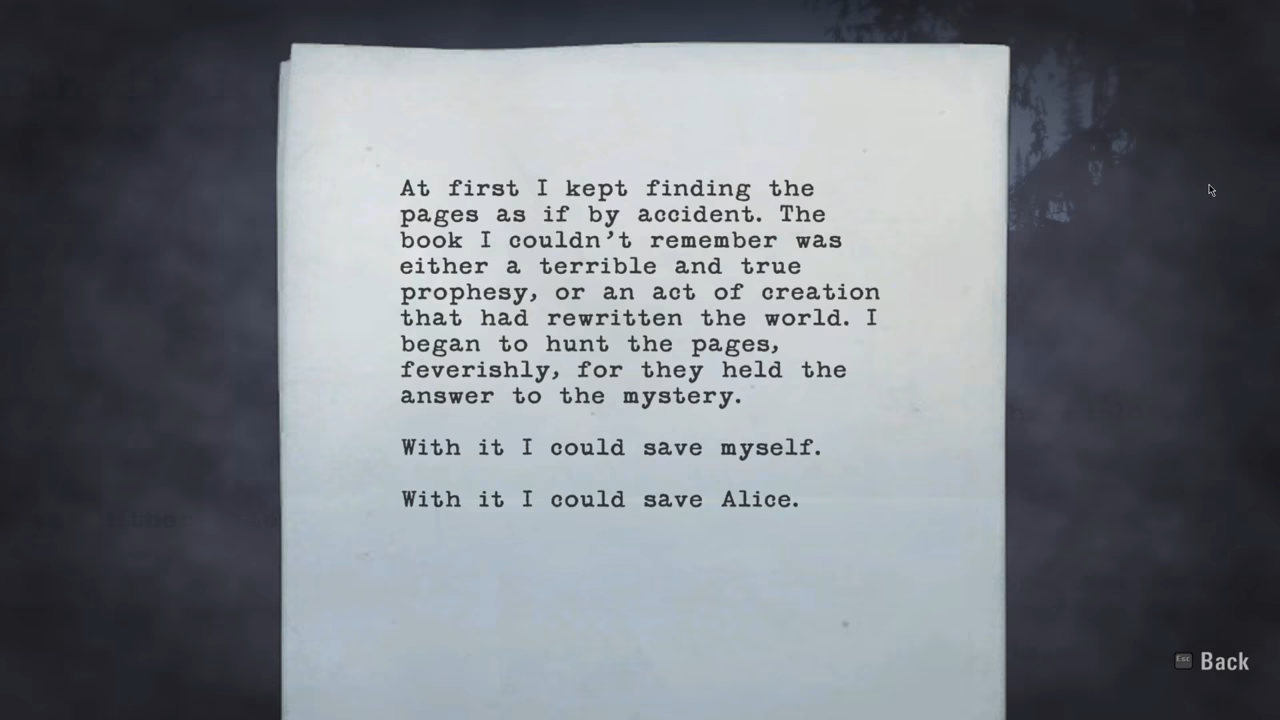 At first I kept finding the
pages as if by accident. The
book I couldn't remember was
either a terrible and true
prophesy, or an act of creation
that had rewritten the world. I
began to hunt the pages,
feverishly, for they held the
answer to the mystery.
With it I could save myself.
With it I could save Alice.
Esc Back